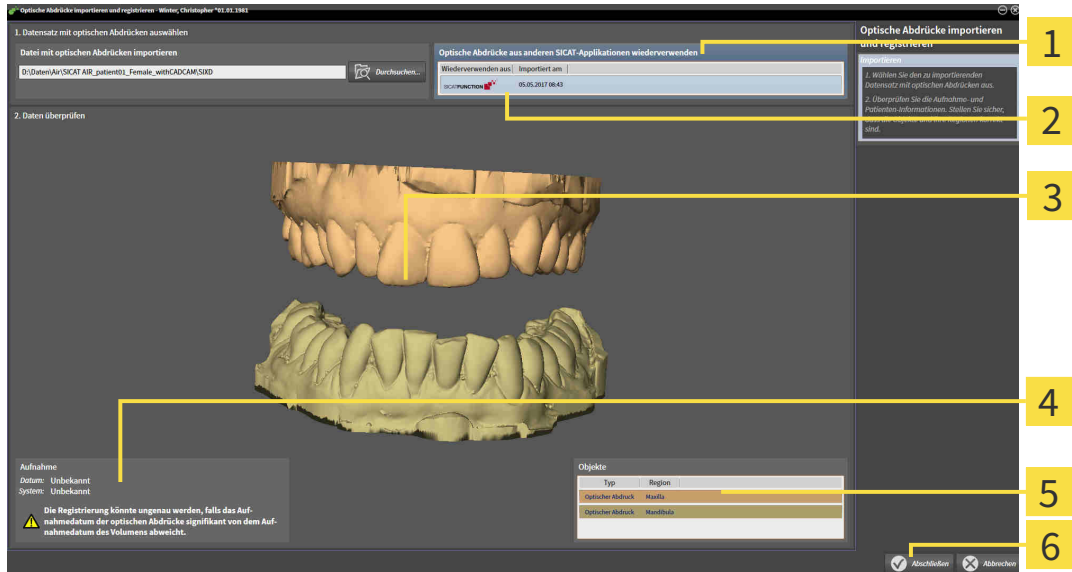 Optische Abdrücke importieren und registrieren - Winter, Christopher *01.01.1981
1. Datensatz mit optischen Abdrücken auswählen
Datei mit optischen Abdrücken importieren
D:\Daten\Air\SICAT AIR_patient01_Female_withCADCAM\SIXD
Durchsuchen...
Optische Abdrücke aus anderen SICAT-Applikationen wiederverwenden
Wiederverwenden aus Importiert am
SICAT FUNCTION 05.05.2017 08:43
Optische Abdrücke importieren
und registrieren
Importieren
1. Wählen Sie den zu importierenden
Datensatz mit optischen Abdrücken aus.
2. Überprüfen Sie die Aufnahme- und
Patienten-Informationen. Stellen Sie sicher,
sind.
1
2
3
4
5
6
2. Daten überprüfen
Aufnahme
Datum: Unbekannt
System: Unbekannt
Die Registrierung könnte ungenau werden, falls das Auf-
nahmedatum der optischen Abdrücke signifikant von dem Auf-
nahmedatum des Volumens abweicht.
Objekte
Typ Region
Optischer Abdruck Maxilla
Optischer Abdruck Mandibula
Abschließen Abbrechen